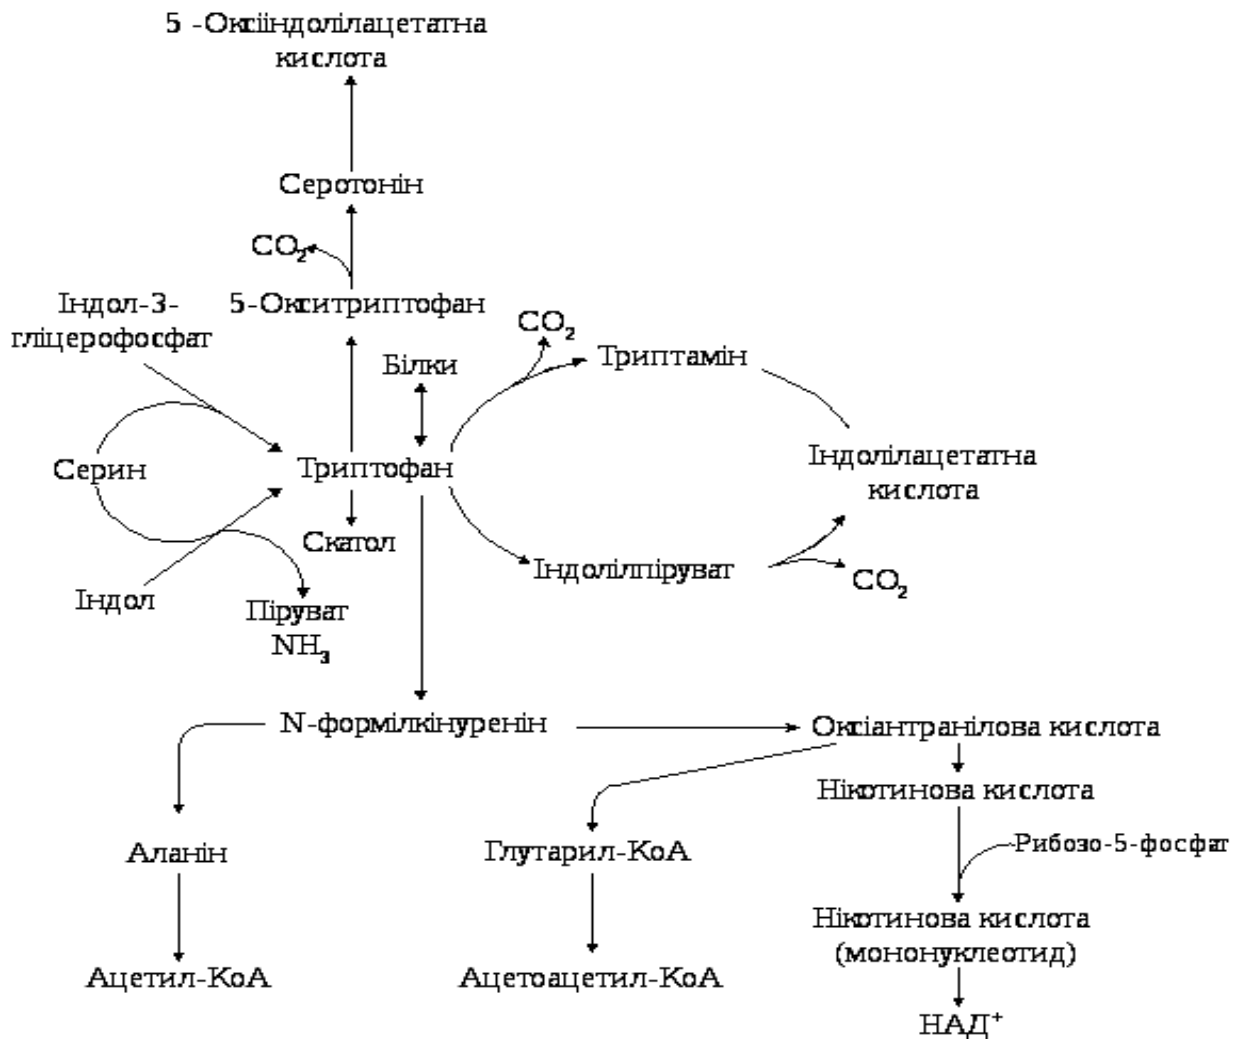 5 -Оксііндолілацетатна
кислота
Серотонін
CO2
Індол-3-
гліцерофосфат
5-Окситриптофан
CO2
Білки
Триптамін
Серин
Триптофан
Індолілацетатна
кислота
Скатол
Індолілпіруват
CO2
Індол
Піруват
NH3
N-формілкінуренін
Оксіантранілова кислота
Нікотинова кислота
Аланін
Глутарил-КоА
Рибозо-5-фосфат
Нікотинова кислота
(мононуклеотид)
Ацетил-КоА
Ацетоацетил-КоА
НАД+